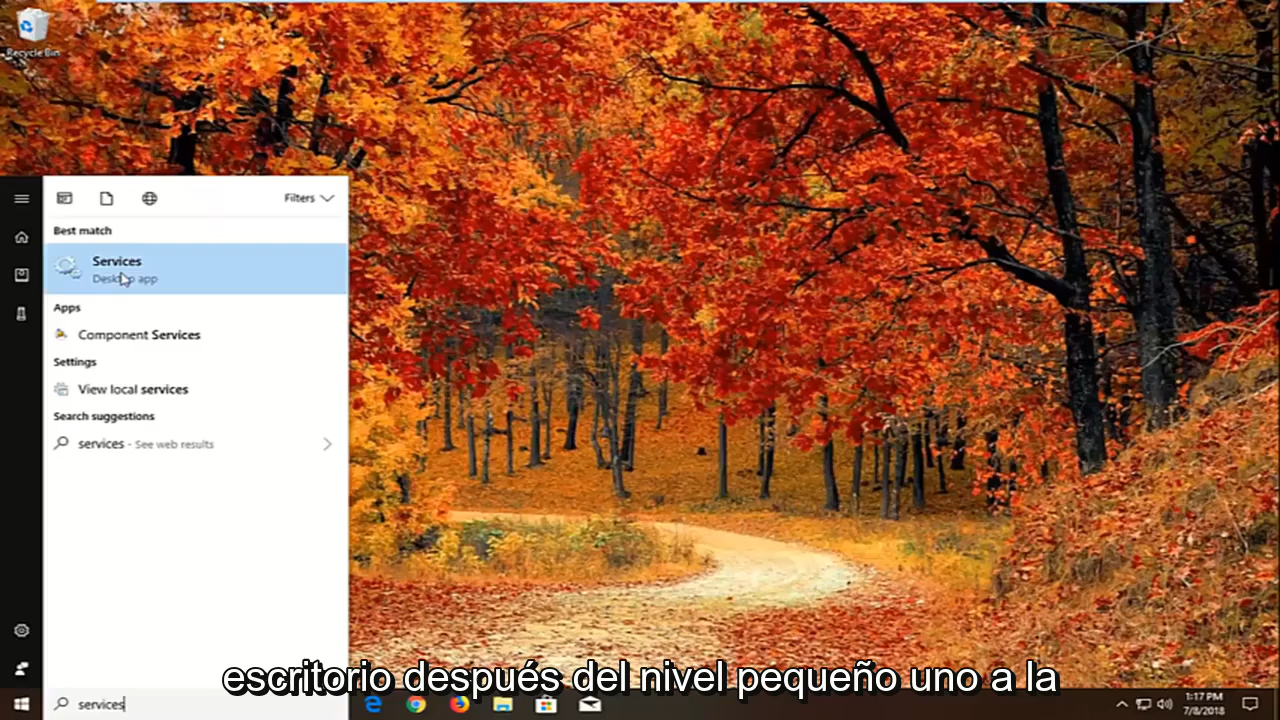 Recycle Bin
Filters
Best match
Services
Desktop app
Apps
Component Services
Settings
View local services
Search suggestions
services - See web results
escritorio después del nivel pequeño uno a la
services
1:17 PM
7/8/2018